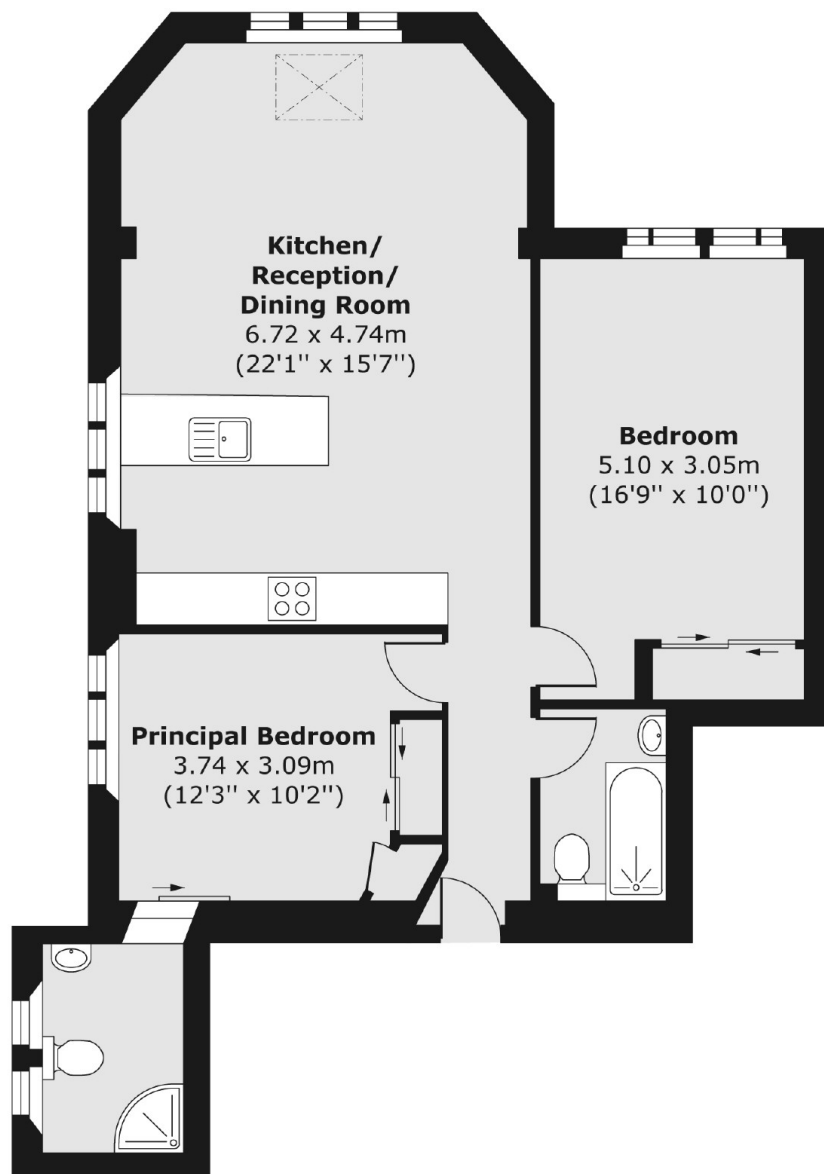 Kitchen/
Reception/
Dining Room
6.72 x 4.74m
(22'1'' x 15'7'')
Bedroom
5.10 x 3.05m
(16'9'' x 10'0'')
Principal Bedroom
3.74 x 3.09m
(12'3'' x 10'2'')